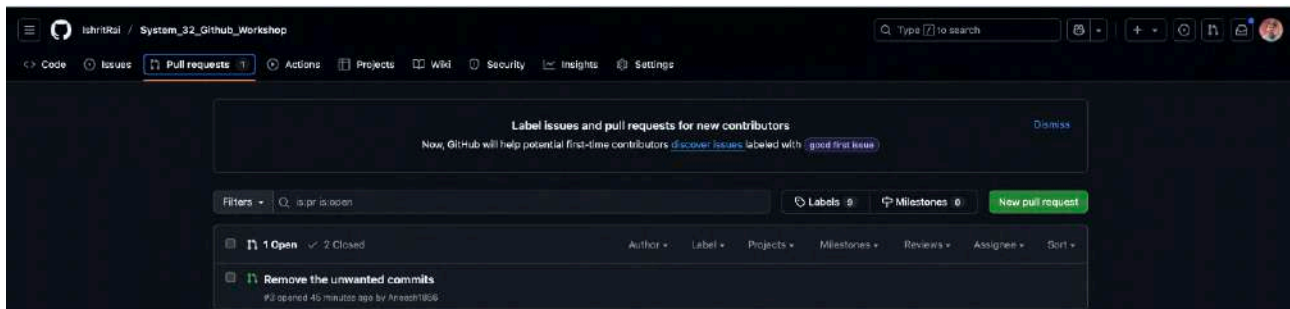 IshritRai / System_32_Github_Workshop
Type / to search
Code Issues Pull requests 1 Actions Projects Wiki Security Insights Settings
Label issues and pull requests for new contributors
Dismiss
Now, GitHub will help potential first-time contributors discover issues labeled with good first issue
Filters is:pr is:open Labels 9 Milestones 0 New pull request
1 Open 2 Closed Author Label Projects Milestones Reviews Assignee Sort
Remove the unwanted commits
#3 opened 45 minutes ago by Aneesh1856